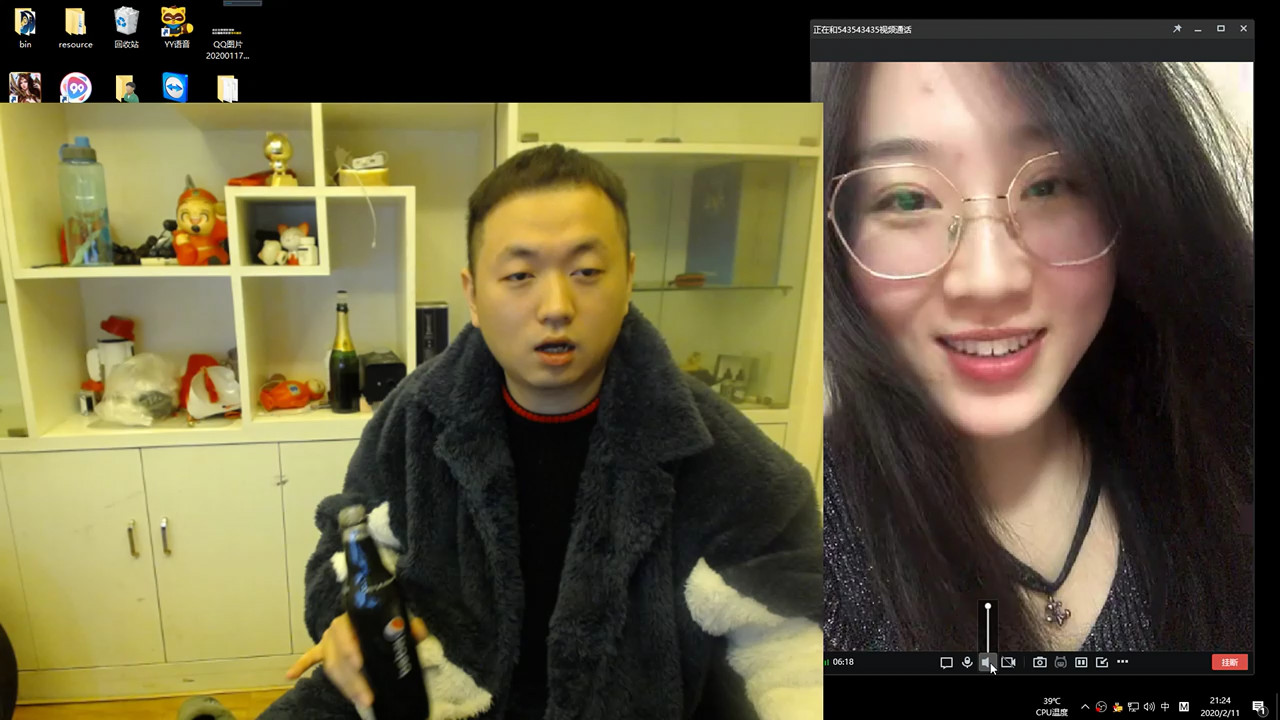 bin
resource
回收站
YY语音
QQ图片
20200117...
正在和543543435视频通话
06:18
挂断
39℃
CPU温度
中
M
21:24
2020/2/11
1
pepsi